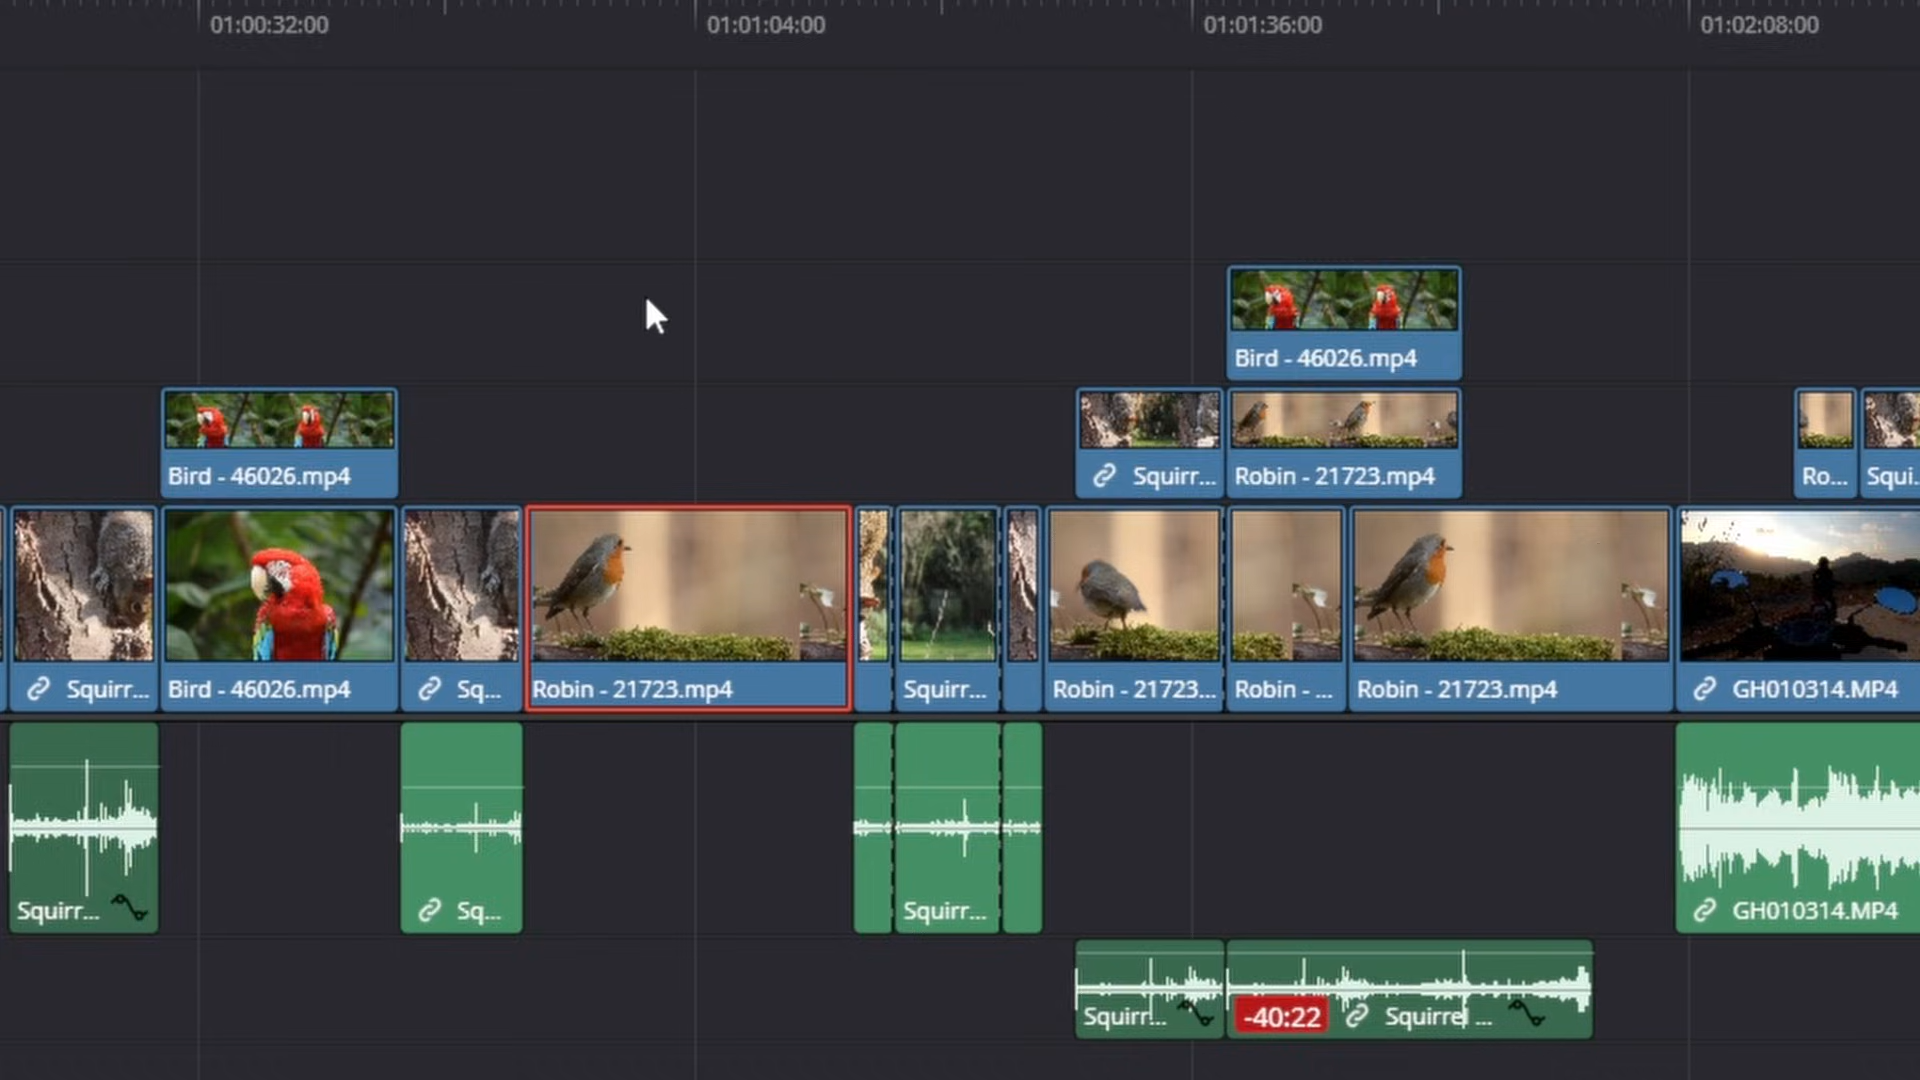 01:00:32:00
01:01:04:00
01:01:36:00
01:02:08:00
Bird - 46026.mp4
Bird - 46026.mp4
Squirr...
Robin - 21723.mp4
Ro...
Squi...
Squirr...
Bird - 46026.mp4
Sq...
Robin - 21723.mp4
Squirr...
Robin - 21723...
Robin - ...
Robin - 21723.mp4
GH010314.MP4
Squirr...
Sq...
Squirr...
GH010314.MP4
Squirr...
-40:22
Squirrel ...